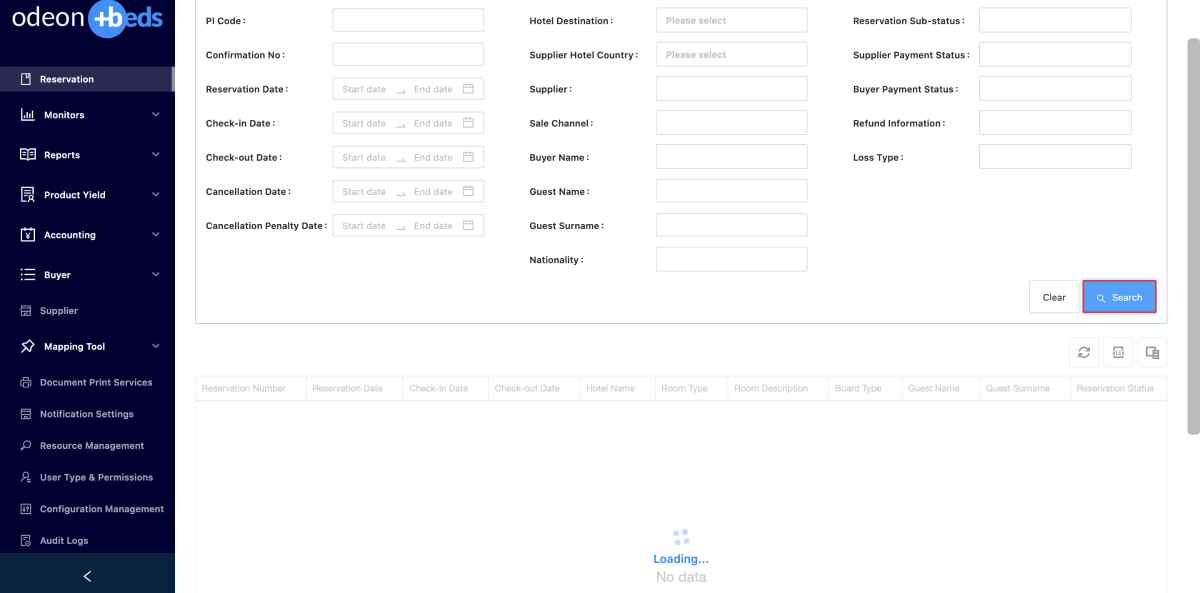 odeon +beds
Reservation
Monitors
Reports
Product Yield
Accounting
Buyer
Supplier
Mapping Tool
Document Print Services
Notification Settings
Resource Management
User Type & Permissions
Configuration Management
Audit Logs
PI Code :
Confirmation No :
Reservation Date : Start date End date
Check-in Date : Start date End date
Check-out Date : Start date End date
Cancellation Date : Start date End date
Cancellation Penalty Date : Start date End date
Hotel Destination : Please select
Supplier Hotel Country : Please select
Supplier :
Sale Channel :
Buyer Name :
Guest Name :
Guest Surname :
Nationality :
Reservation Sub-status :
Supplier Payment Status :
Buyer Payment Status :
Refund Information :
Loss Type :
Clear Search
Reservation Number Reservation Date Check-in Date Check-out Date Hotel Name Room Type Room Description Board Type Guest Name Guest Surname Reservation Status
Loading...
No data